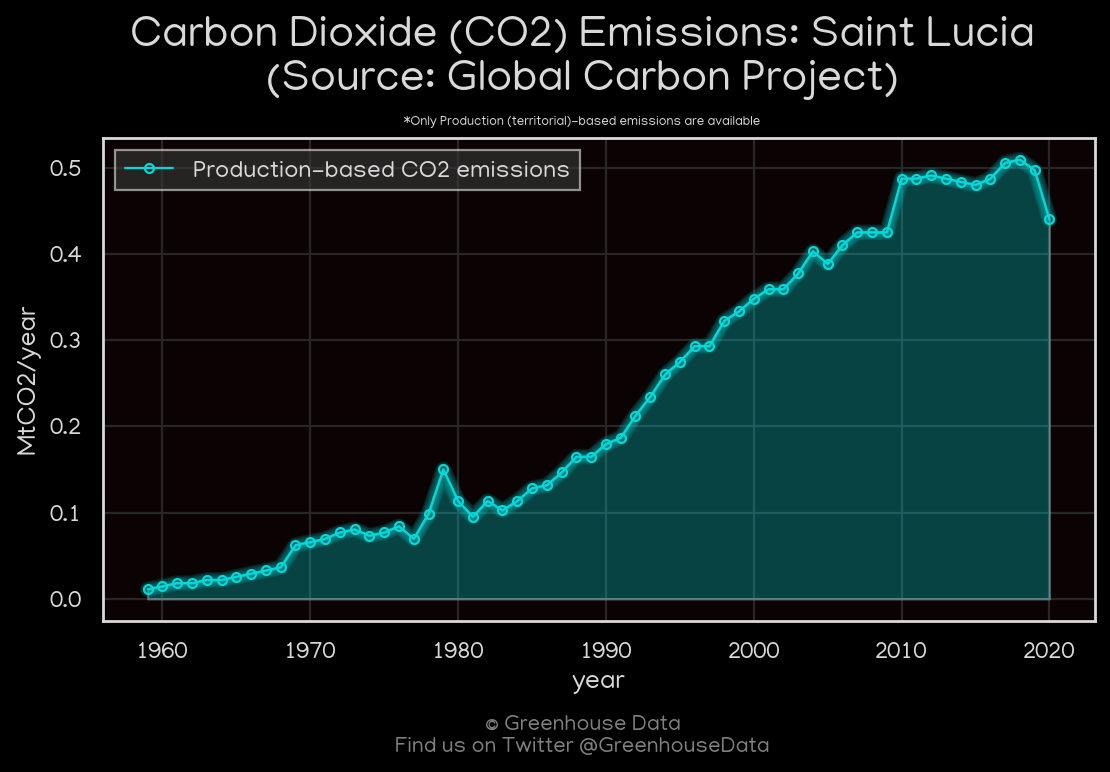 Carbon Dioxide (CO2) Emissions: Saint Lucia
(Source: Global Carbon Project)
*Only Production (territorial)-based emissions are available
Production-based CO2 emissions
MtCO2/year
0.5
0.4
0.3
0.2
0.1
0.0
1960 1970 1980 1990 2000 2010 2020
year
© Greenhouse Data
Find us on Twitter @GreenhouseData